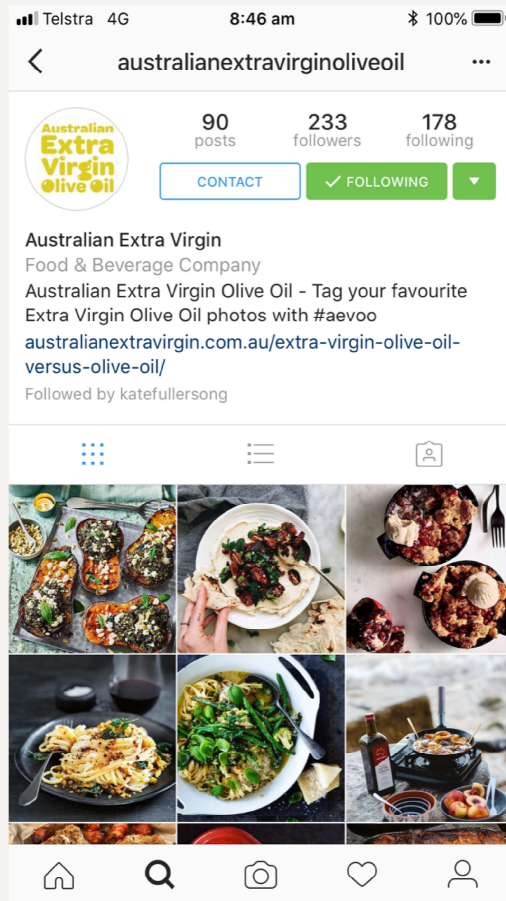 Telstra 4G 8:46 am 100%
australianextravirginoliveoil
90 233 178
posts followers following
CONTACT FOLLOWING
Australian
Extra
Virgin
Olive Oil
Australian Extra Virgin
Food & Beverage Company
Australian Extra Virgin Olive Oil - Tag your favourite
Extra Virgin Olive Oil photos with #aevoo
australianextravirgin.com.au/extra-virgin-olive-oil-
versus-olive-oil/
Followed by katefullersong